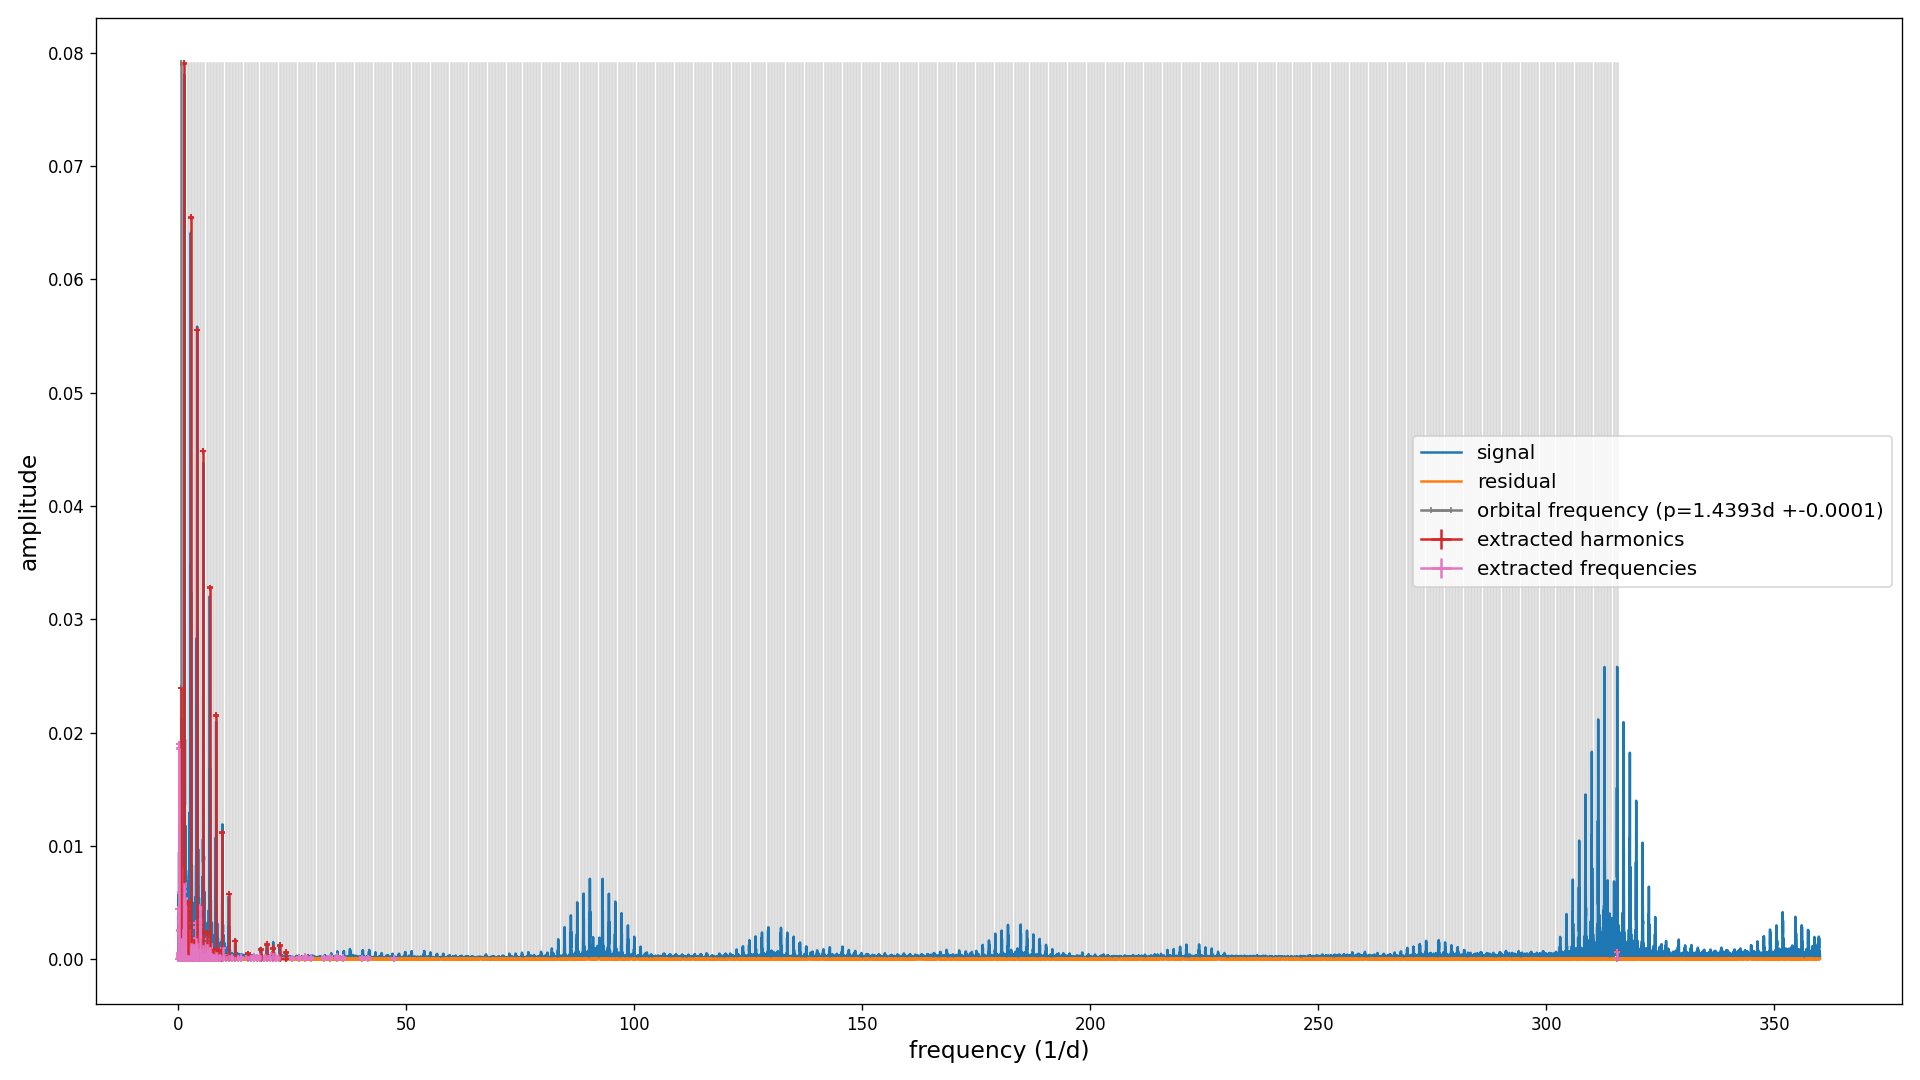 0.08
0.07
0.06
0.05
0.04
0.03
0.02
0.01
0.00
amplitude
signal
residual
orbital frequency (p=1.4393d +-0.0001)
extracted harmonics
extracted frequencies
0 50 100 150 200 250 300 350
frequency (1/d)